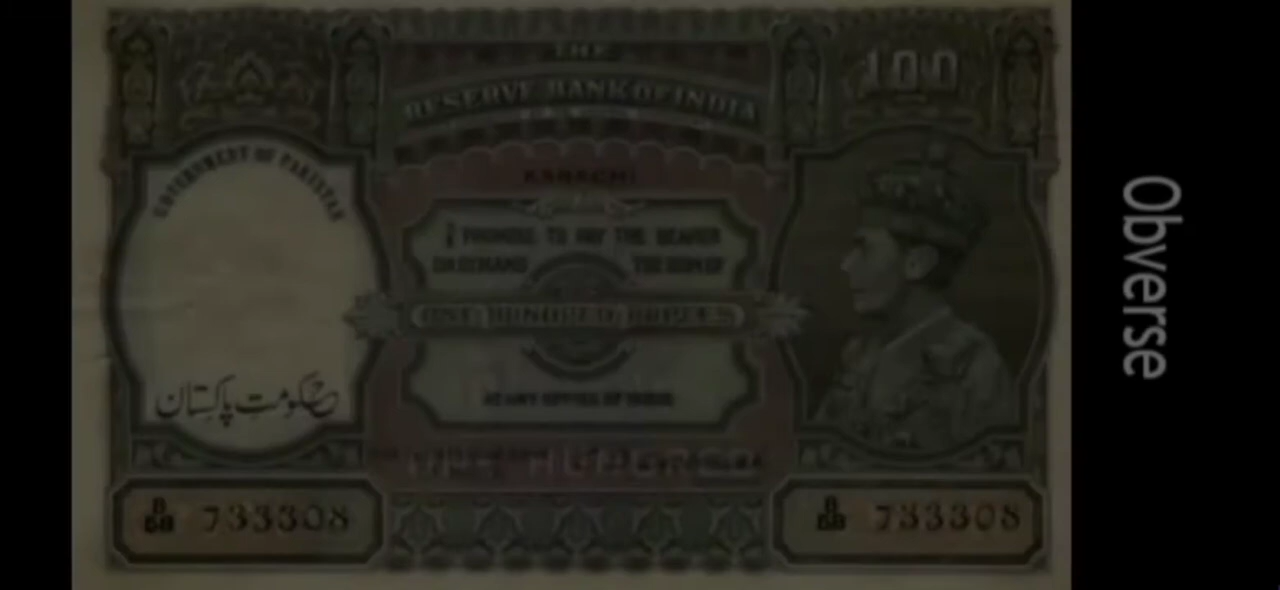 THE
100
RESERVE BANK OF INDIA
GOVERNMENT OF PAKISTAN
KARACHI
I PROMISE TO PAY THE BEARER
ON DEMAND THE SUM OF
ONE HUNDRED RUPEES
AT ANY OFFICE OF ISSUE
حکومتِ پاکستان
733308
733308
Obverse